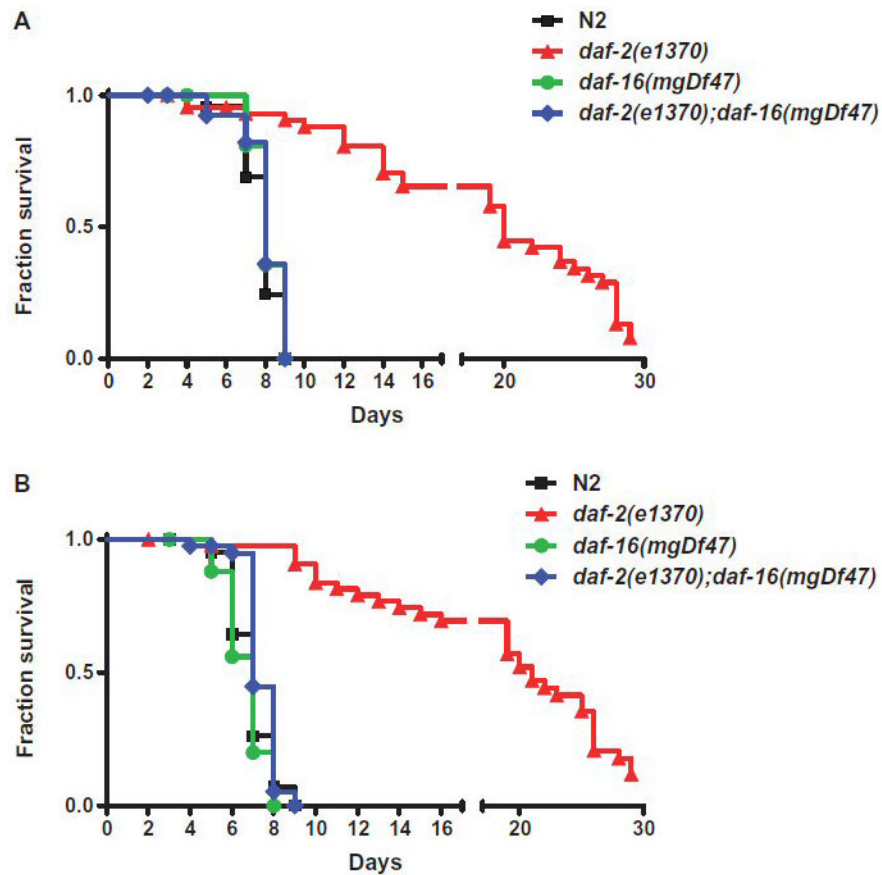 A
N2
daf-2(e1370)
daf-16(mgDf47)
daf-2(e1370);daf-16(mgDf47)
Fraction survival
1.0
0.5
0.0
0 2 4 6 8 10 12 14 16 20 30
Days
B
N2
daf-2(e1370)
daf-16(mgDf47)
daf-2(e1370);daf-16(mgDf47)
Fraction survival
1.0
0.5
0.0
0 2 4 6 8 10 12 14 16 20 30
Days